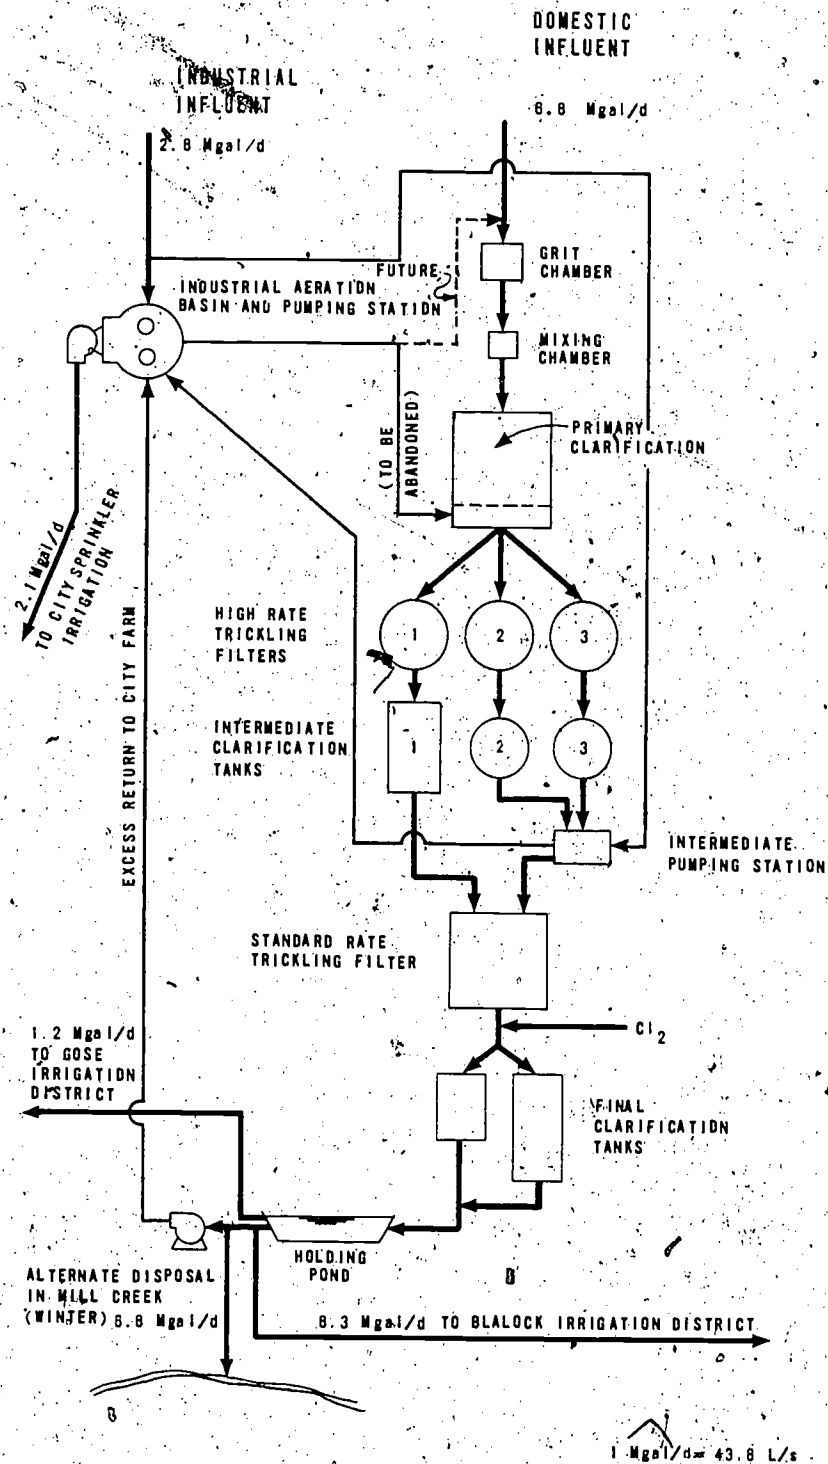 DOMESTIC
INFLUENT
INDUSTRIAL
INFLUENT
6.8 Mgal/d
2.8 Mgal/d
GRIT
CHAMBER
FUTURE
INDUSTRIAL AERATION
BASIN AND PUMPING STATION
MIXING
CHAMBER
(TO BE
ABANDONED)
PRIMARY
CLARIFICATION
2.1 Mgal/d
TO CITY SPRINKLER
IRRIGATION
HIGH RATE
TRICKLING
FILTERS
1
2
3
INTERMEDIATE
CLARIFICATION
TANKS
1
2
3
EXCESS RETURN TO CITY FARM
INTERMEDIATE
PUMPING STATION
STANDARD RATE
TRICKLING FILTER
Cl2
1.2 Mgal/d
TO GOSE
IRRIGATION
DISTRICT
FINAL
CLARIFICATION
TANKS
HOLDING
POND
ALTERNATE DISPOSAL
IN MILL CREEK
(WINTER) 6.8 Mgal/d
6.3 Mgal/d TO BLALOCK IRRIGATION DISTRICT
1 Mgal/d= 43.8 L/s